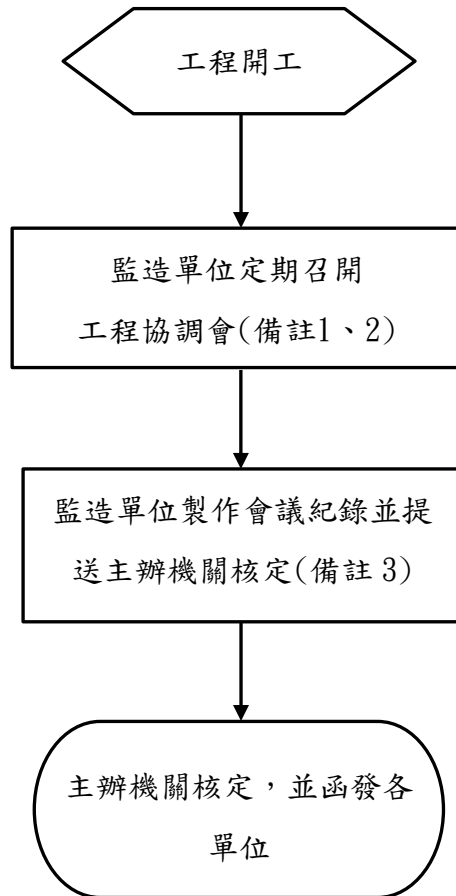 工程開工
監造單位定期召開
工程協調會(備註1、2)
監造單位製作會議紀錄並提
送主辦機關核定(備註 3)
主辦機關核定，並函發各
單位